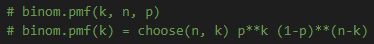 # binom.pmf(k, n, p)
# binom.pmf(k) = choose(n, k) p**k (1-p)**(n-k)